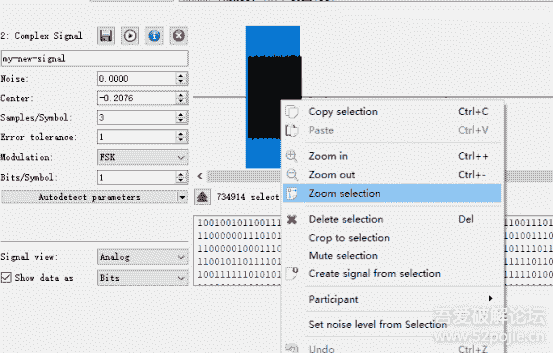 2: Complex Signal
my-new-signal
Noise: 0.0000
Center: -0.2076
Samples/Symbol: 3
Error tolerance: 1
Modulation: FSK
Bits/Symbol: 1
Autodetect parameters
Signal view: Analog
Show data as Bits
734914 select
Copy selection Ctrl+C
Paste Ctrl+V
Zoom in Ctrl++
Zoom out Ctrl+-
Zoom selection
Delete selection Del
Crop to selection
Mute selection
Create signal from selection
Participant
Set noise level from Selection
Undo Ctrl+Z
吾爱破解论坛
www.52pojie.cn